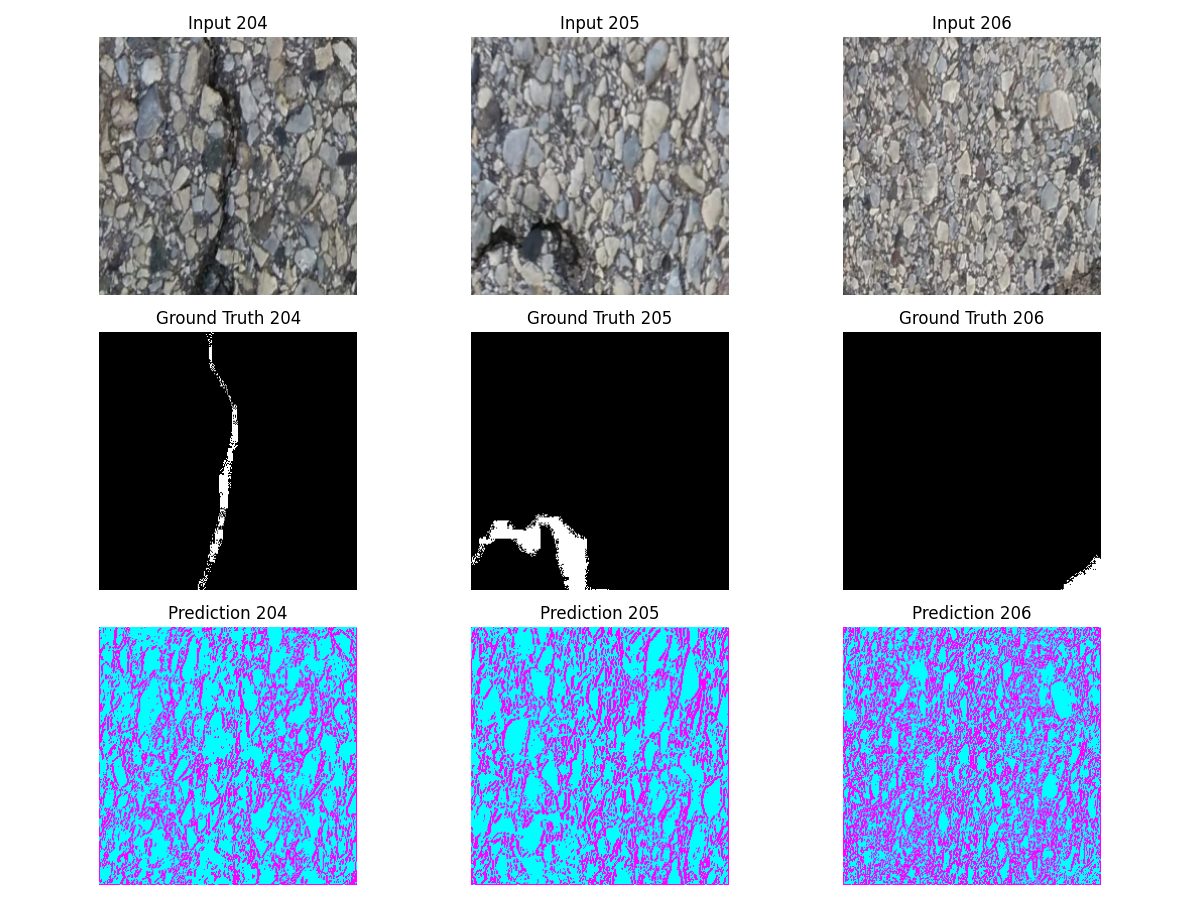 Input 204
Input 205
Input 206
Ground Truth 204
Ground Truth 205
Ground Truth 206
Prediction 204
Prediction 205
Prediction 206